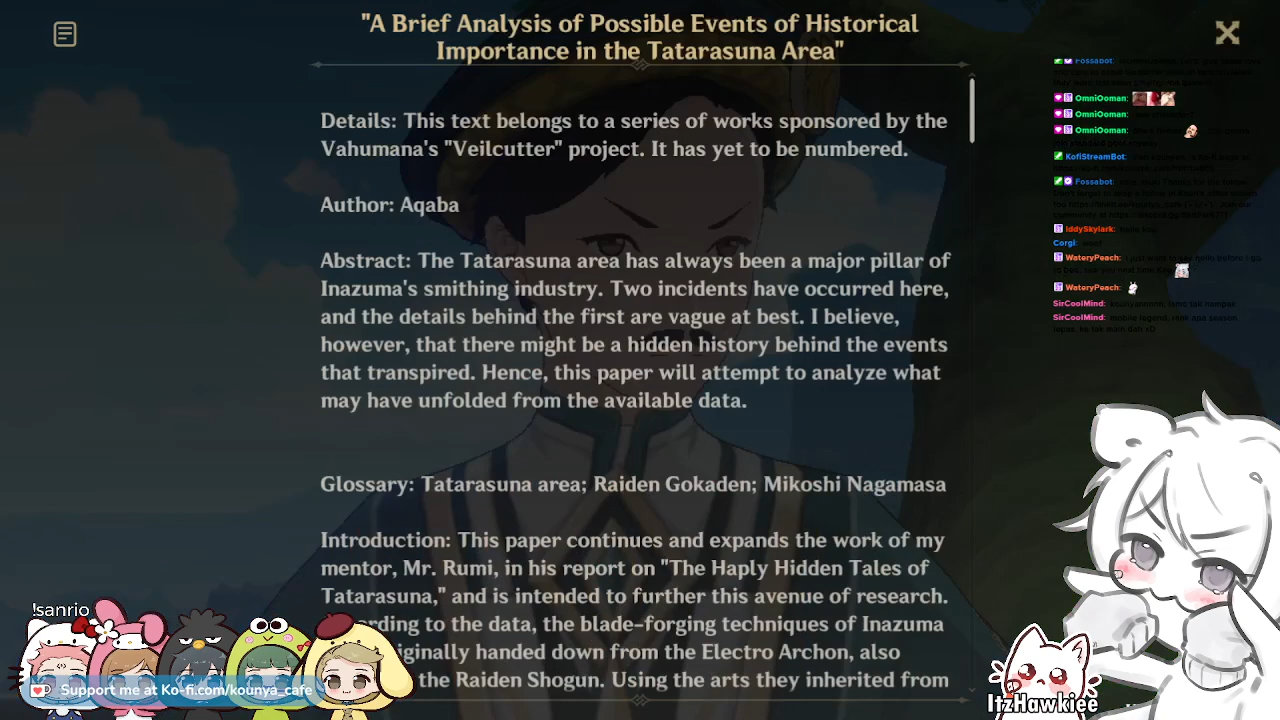 "A Brief Analysis of Possible Events of Historical
Importance in the Tatarasuna Area"
Details: This text belongs to a series of works sponsored by the
Vahumana's "Veilcutter" project. It has yet to be numbered.
Author: Aqaba
Abstract: The Tatarasuna area has always been a major pillar of
Inazuma's smithing industry. Two incidents have occurred here,
and the details behind the first are vague at best. I believe,
however, that there might be a hidden history behind the events
that transpired. Hence, this paper will attempt to analyze what
may have unfolded from the available data.
Glossary: Tatarasuna area; Raiden Gokaden; Mikoshi Nagamasa
Introduction: This paper continues and expands the work of my
mentor, Mr. Rumi, in his report on "The Haply Hidden Tales of
Tatarasuna," and is intended to further this avenue of research.
rding to the data, the blade-forging techniques of Inazuma
iginally handed down from the Electro Archon, also
the Raiden Shogun. Using the arts they inherited from
Fossabot:
OmniOoman:
OmniOoman:
OmniOoman:
KofiStreamBot:
Fossabot:
IddySkylark:
Corgi:
WateryPeach:
WateryPeach:
SirCoolMind:
SirCoolMind:
!sanrio
Support me at Ko-fi.com/kounya_cafe
ItzHawkiee